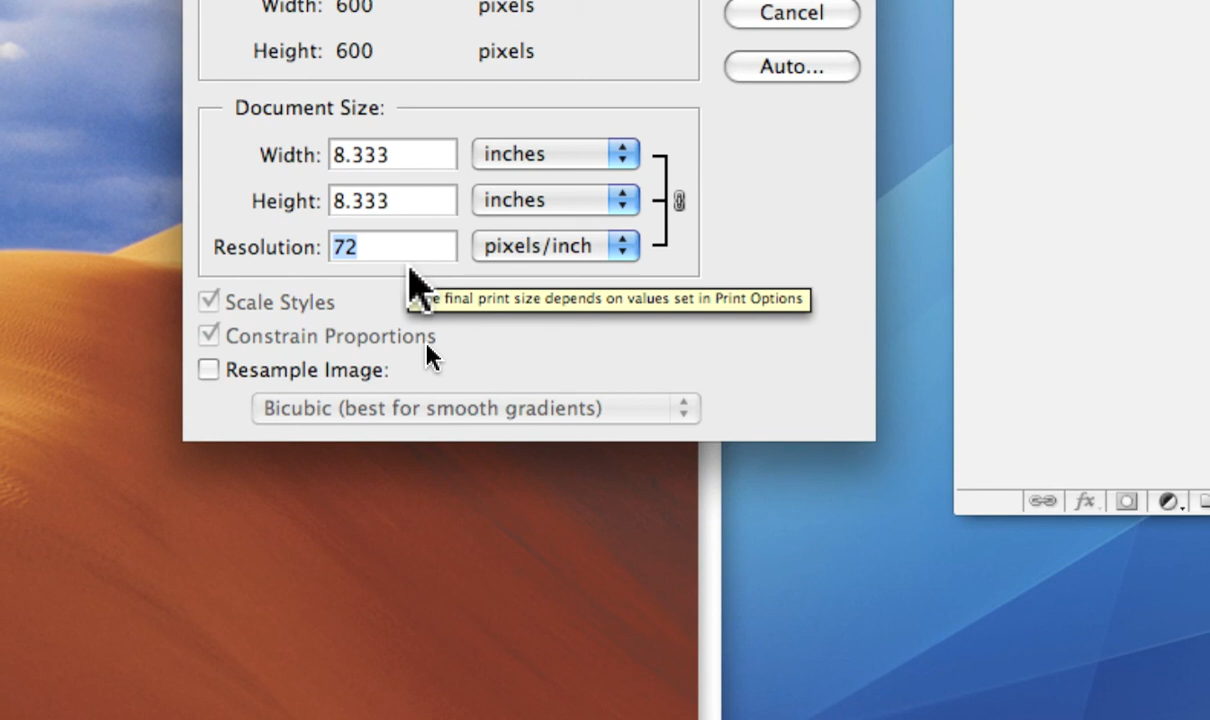 Width: 600 pixels
Cancel
Height: 600 pixels
Auto...
Document Size:
Width: 8.333 inches
Height: 8.333 inches
Resolution: 72 pixels/inch
Scale Styles
final print size depends on values set in Print Options
Constrain Proportions
Resample Image:
Bicubic (best for smooth gradients)
fx